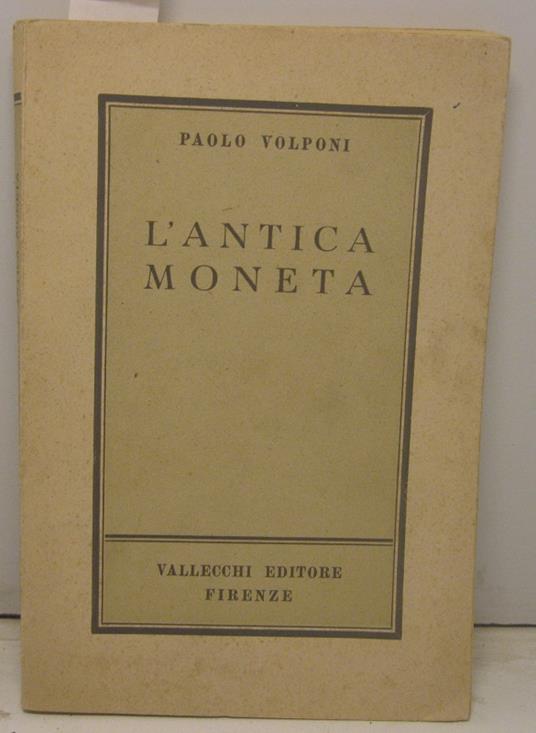 PAOLO VOLPONI
L'ANTICA
MONETA
VALLECCHI EDITORE
FIRENZE